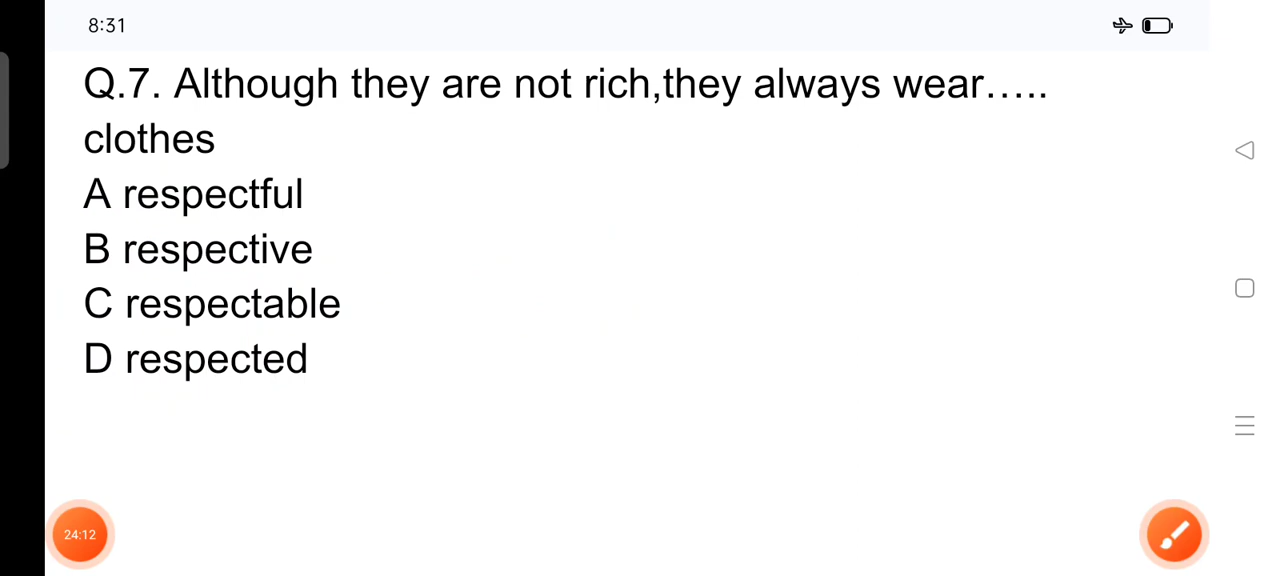 8:31
Q.7. Although they are not rich,they always wear…..
clothes
A respectful
B respective
C respectable
D respected
24:12